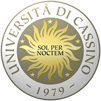 UNIVERSITÀ DI CASSINO
SOL PER
NOCTEM
- 1979 -